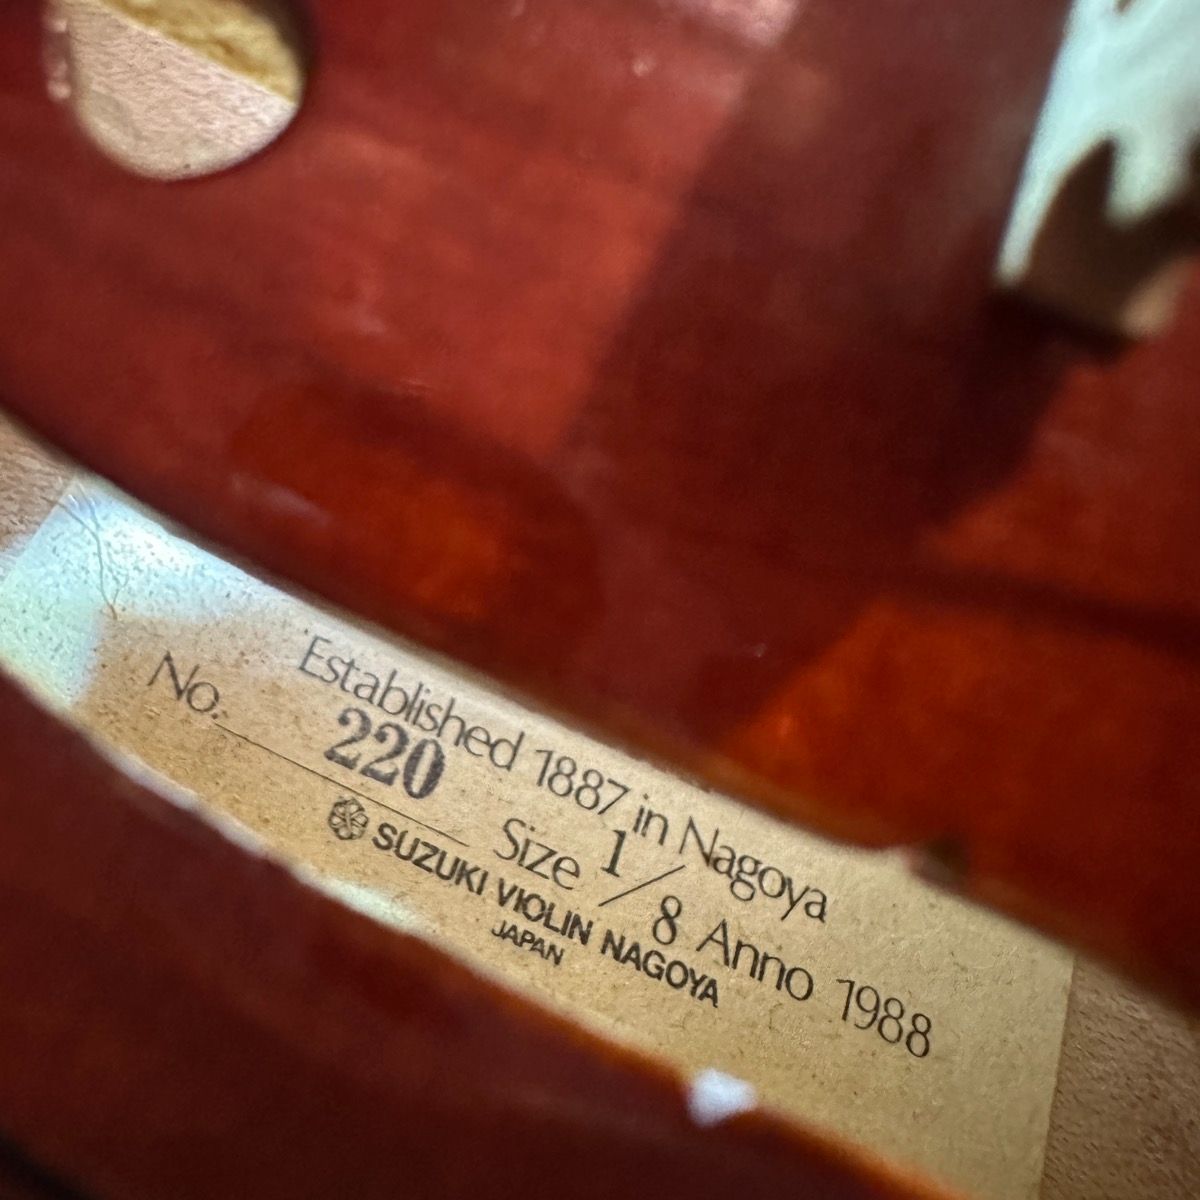 Established 1887 in Nagoya
No. 220 Size 1/8 Anno 1988
SUZUKI VIOLIN NAGOYA
JAPAN